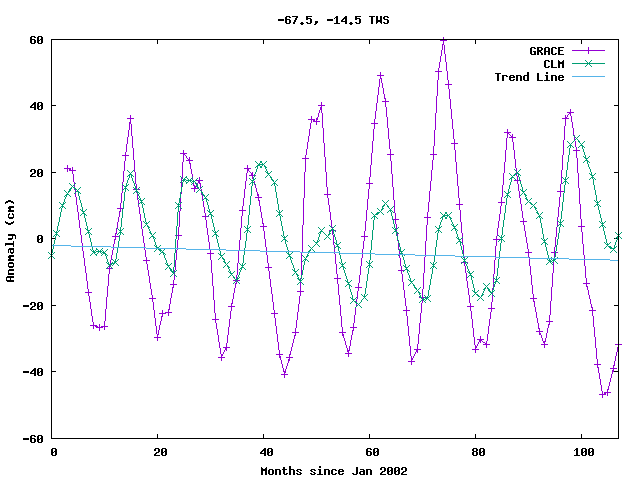 -67.5, -14.5 TWS
GRACE
CLM
Trend Line
60
40
20
0
-20
-40
-60
Anomaly (cm)
0 20 40 60 80 100
Months since Jan 2002